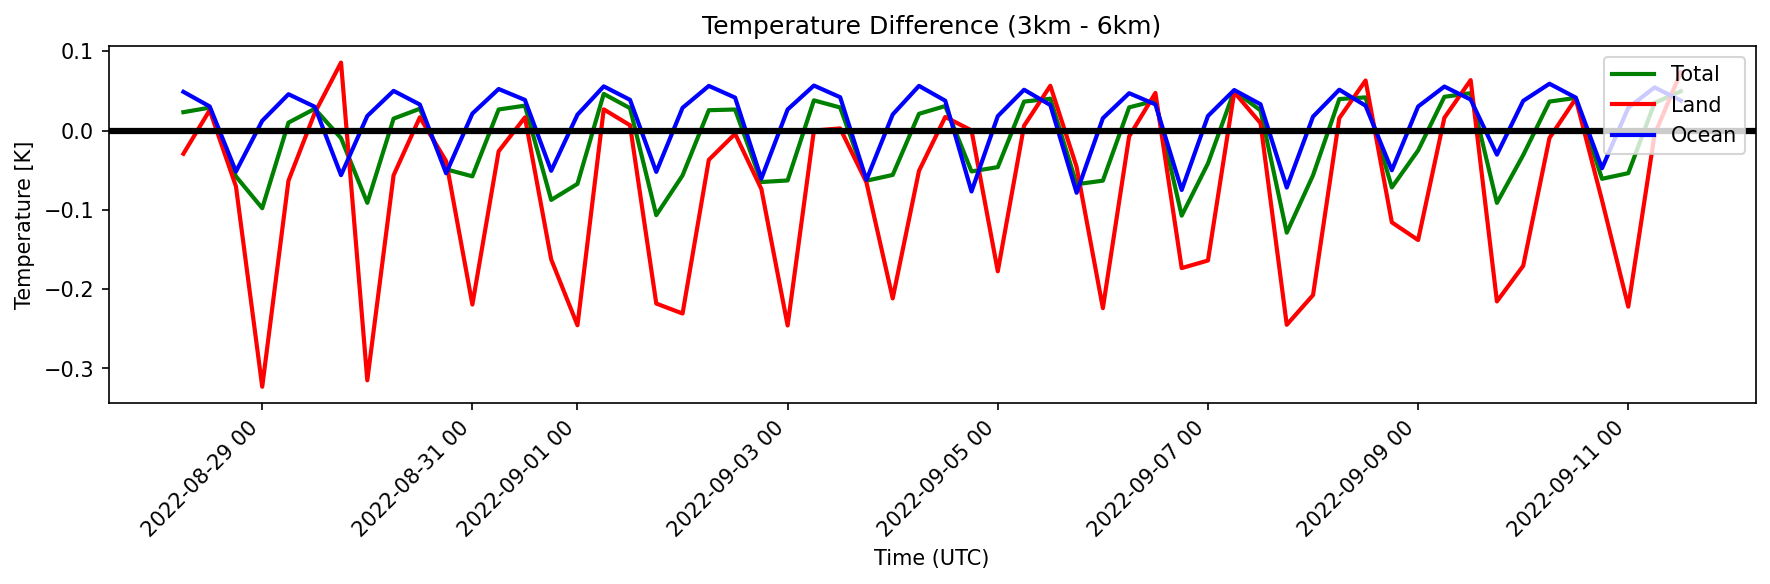 Temperature Difference (3km - 6km)
Temperature [K]
0.1
0.0
−0.1
−0.2
−0.3
Total
Land
Ocean
2022-08-29 00
2022-08-31 00
2022-09-01 00
2022-09-03 00
2022-09-05 00
2022-09-07 00
2022-09-09 00
2022-09-11 00
Time (UTC)